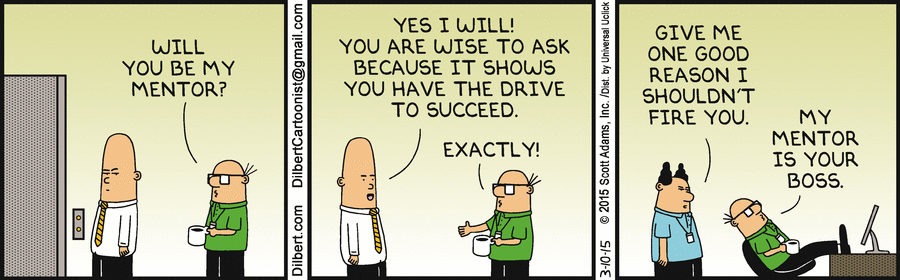 WILL
YOU BE MY
MENTOR?
DilbertCartoonist@gmail.com
Dilbert.com
YES I WILL!
YOU ARE WISE TO ASK
BECAUSE IT SHOWS
YOU HAVE THE DRIVE
TO SUCCEED.
EXACTLY!
3-10-15 © 2015 Scott Adams, Inc. /Dist. by Universal Uclick
GIVE ME
ONE GOOD
REASON I
SHOULDN'T
FIRE YOU.
MY
MENTOR
IS YOUR
BOSS.